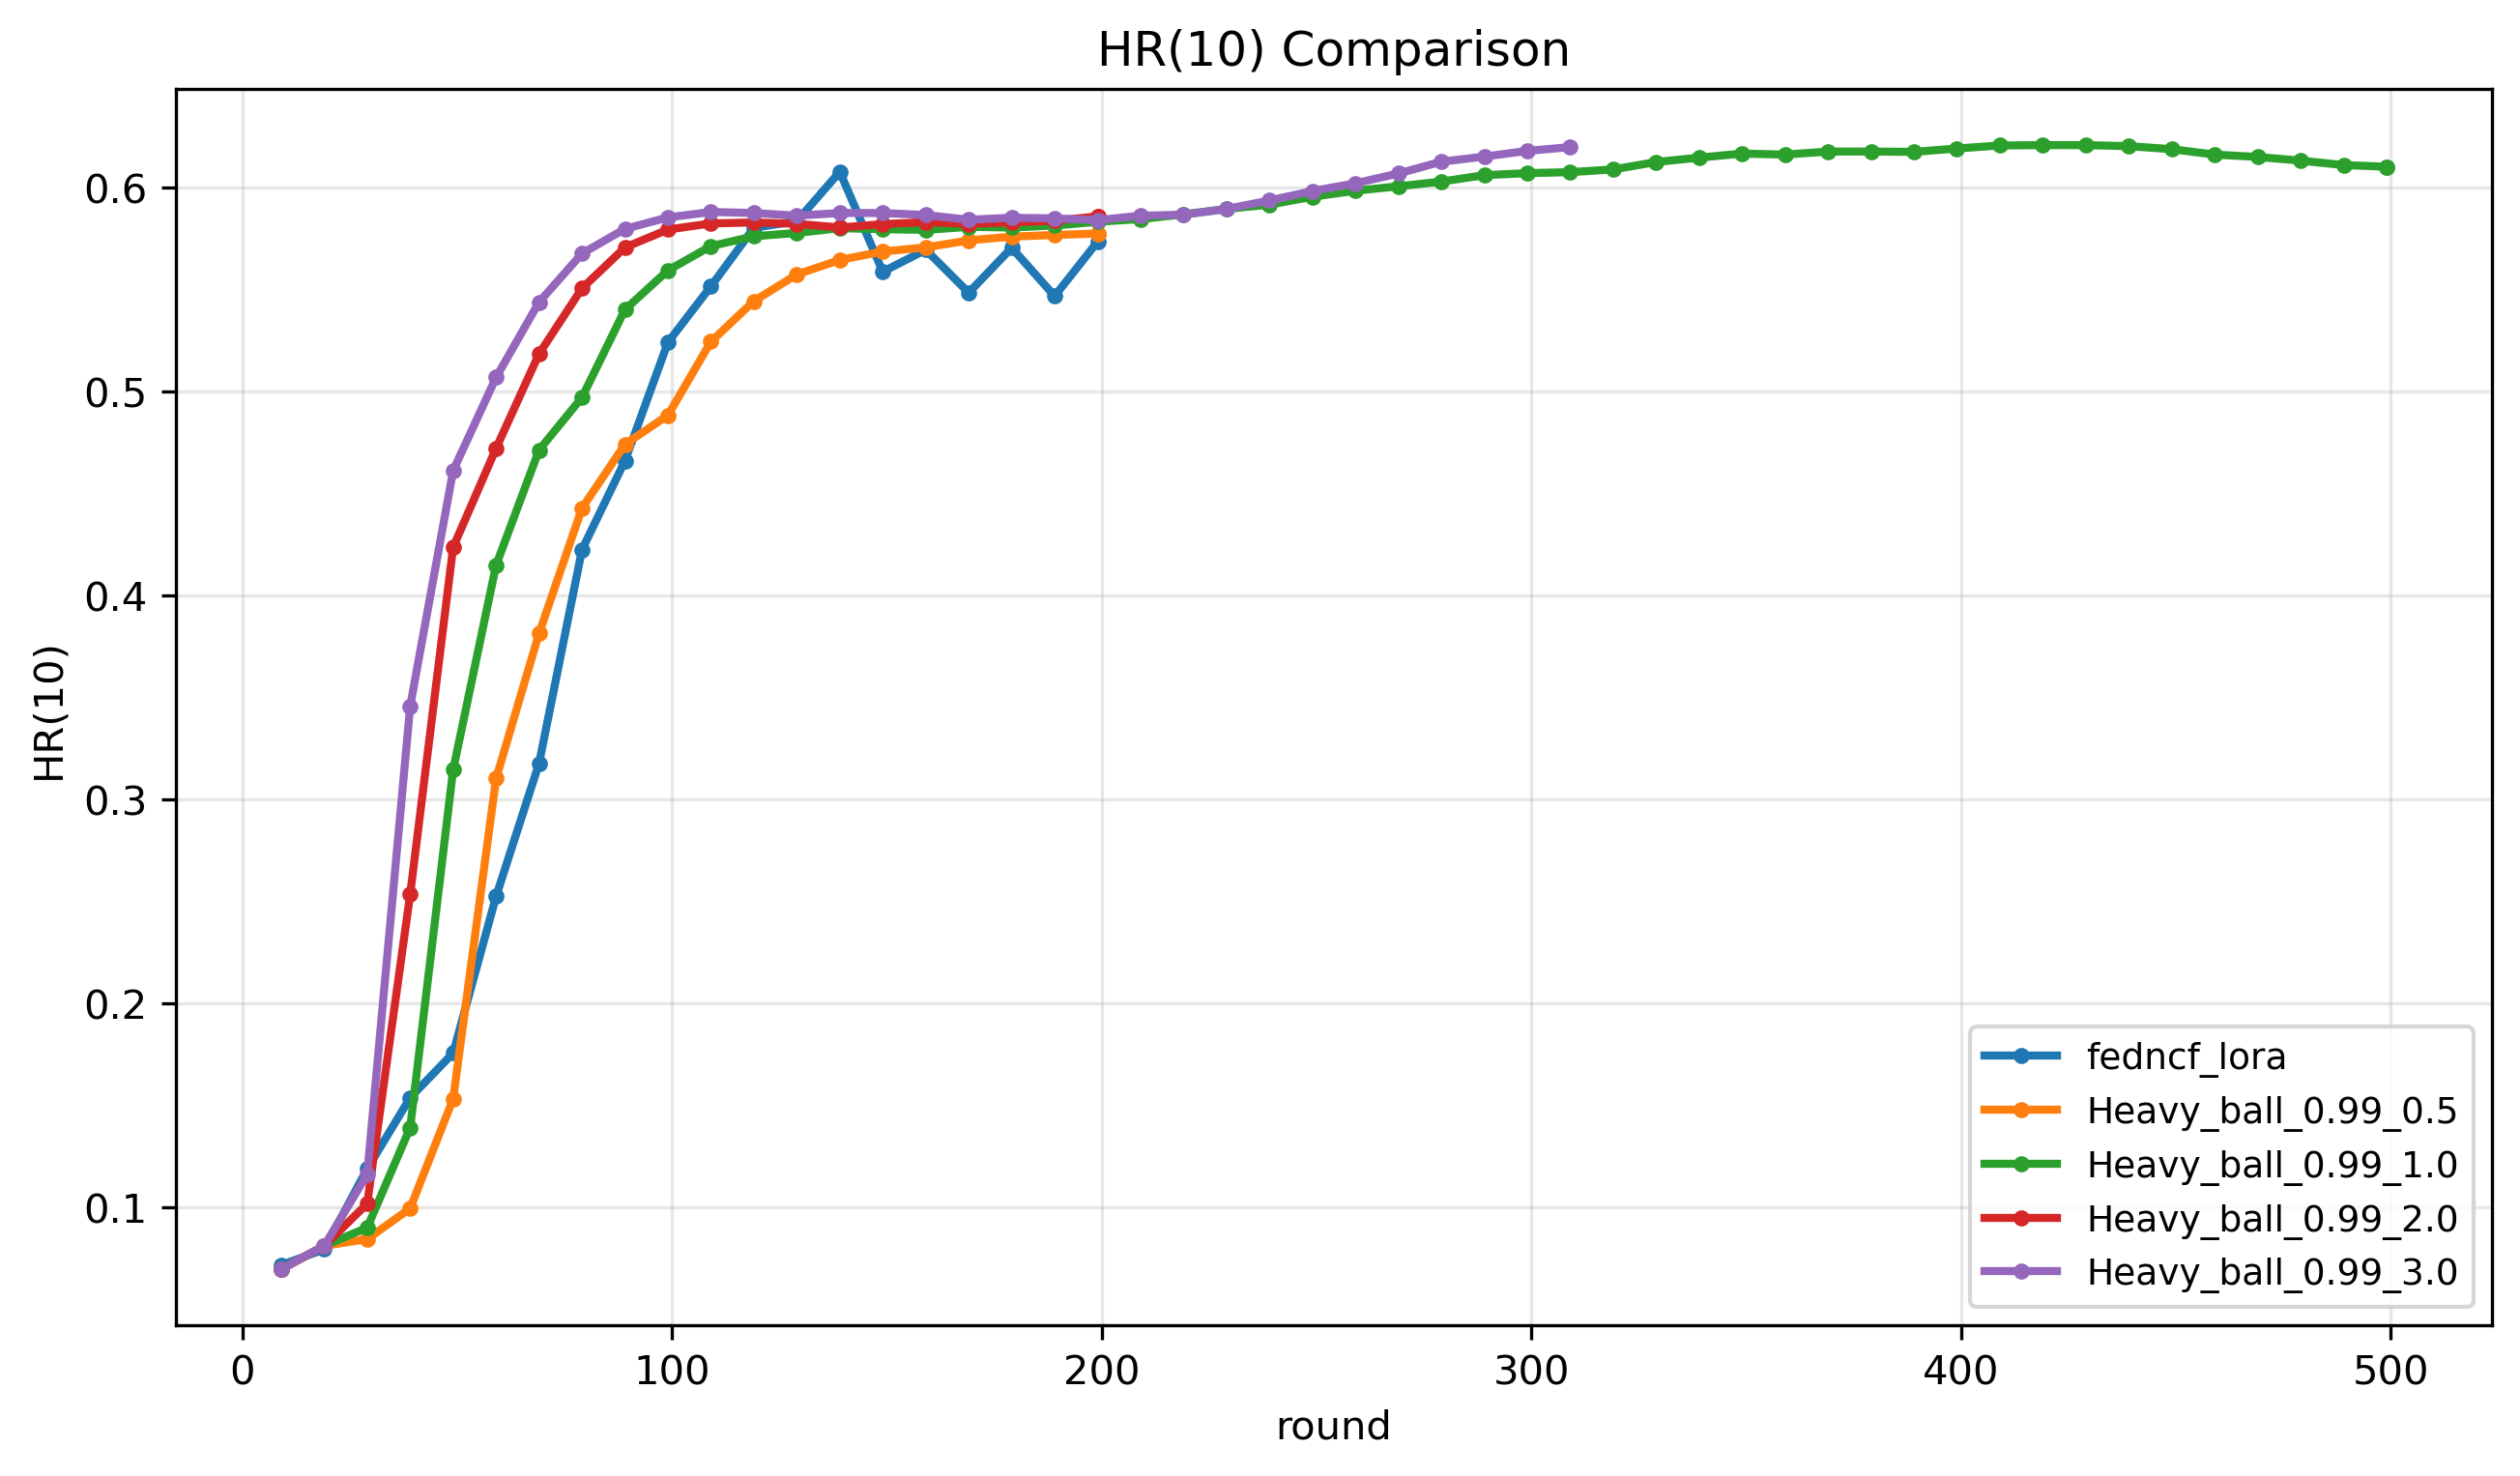 HR(10) Comparison
HR(10)
0.6
0.5
0.4
0.3
0.2
0.1
0 100 200 300 400 500
round
fedncf_lora
Heavy_ball_0.99_0.5
Heavy_ball_0.99_1.0
Heavy_ball_0.99_2.0
Heavy_ball_0.99_3.0